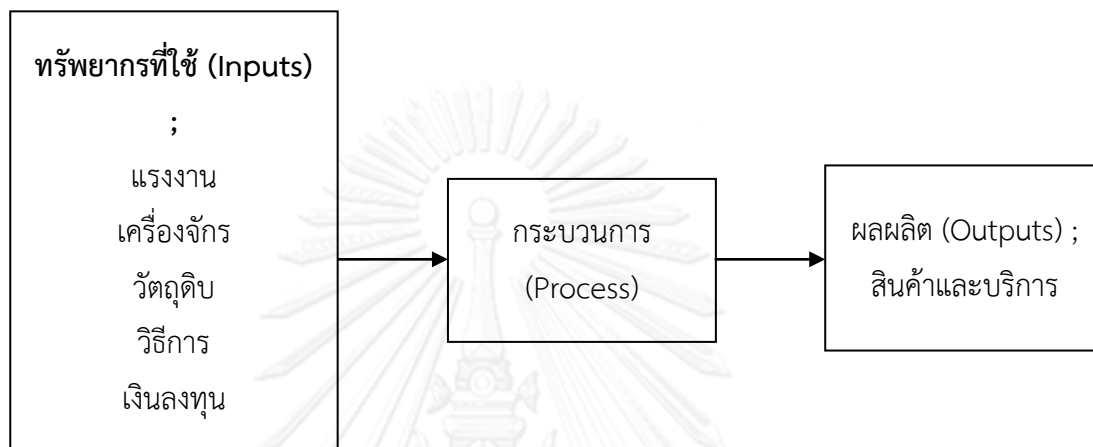 ทรัพยากรที่ใช้ (Inputs)
;
แรงงาน
เครื่องจักร
วัตถุดิบ
วิธีการ
เงินลงทุน
กระบวนการ
(Process)
ผลผลิต (Outputs) ;
สินค้าและบริการ